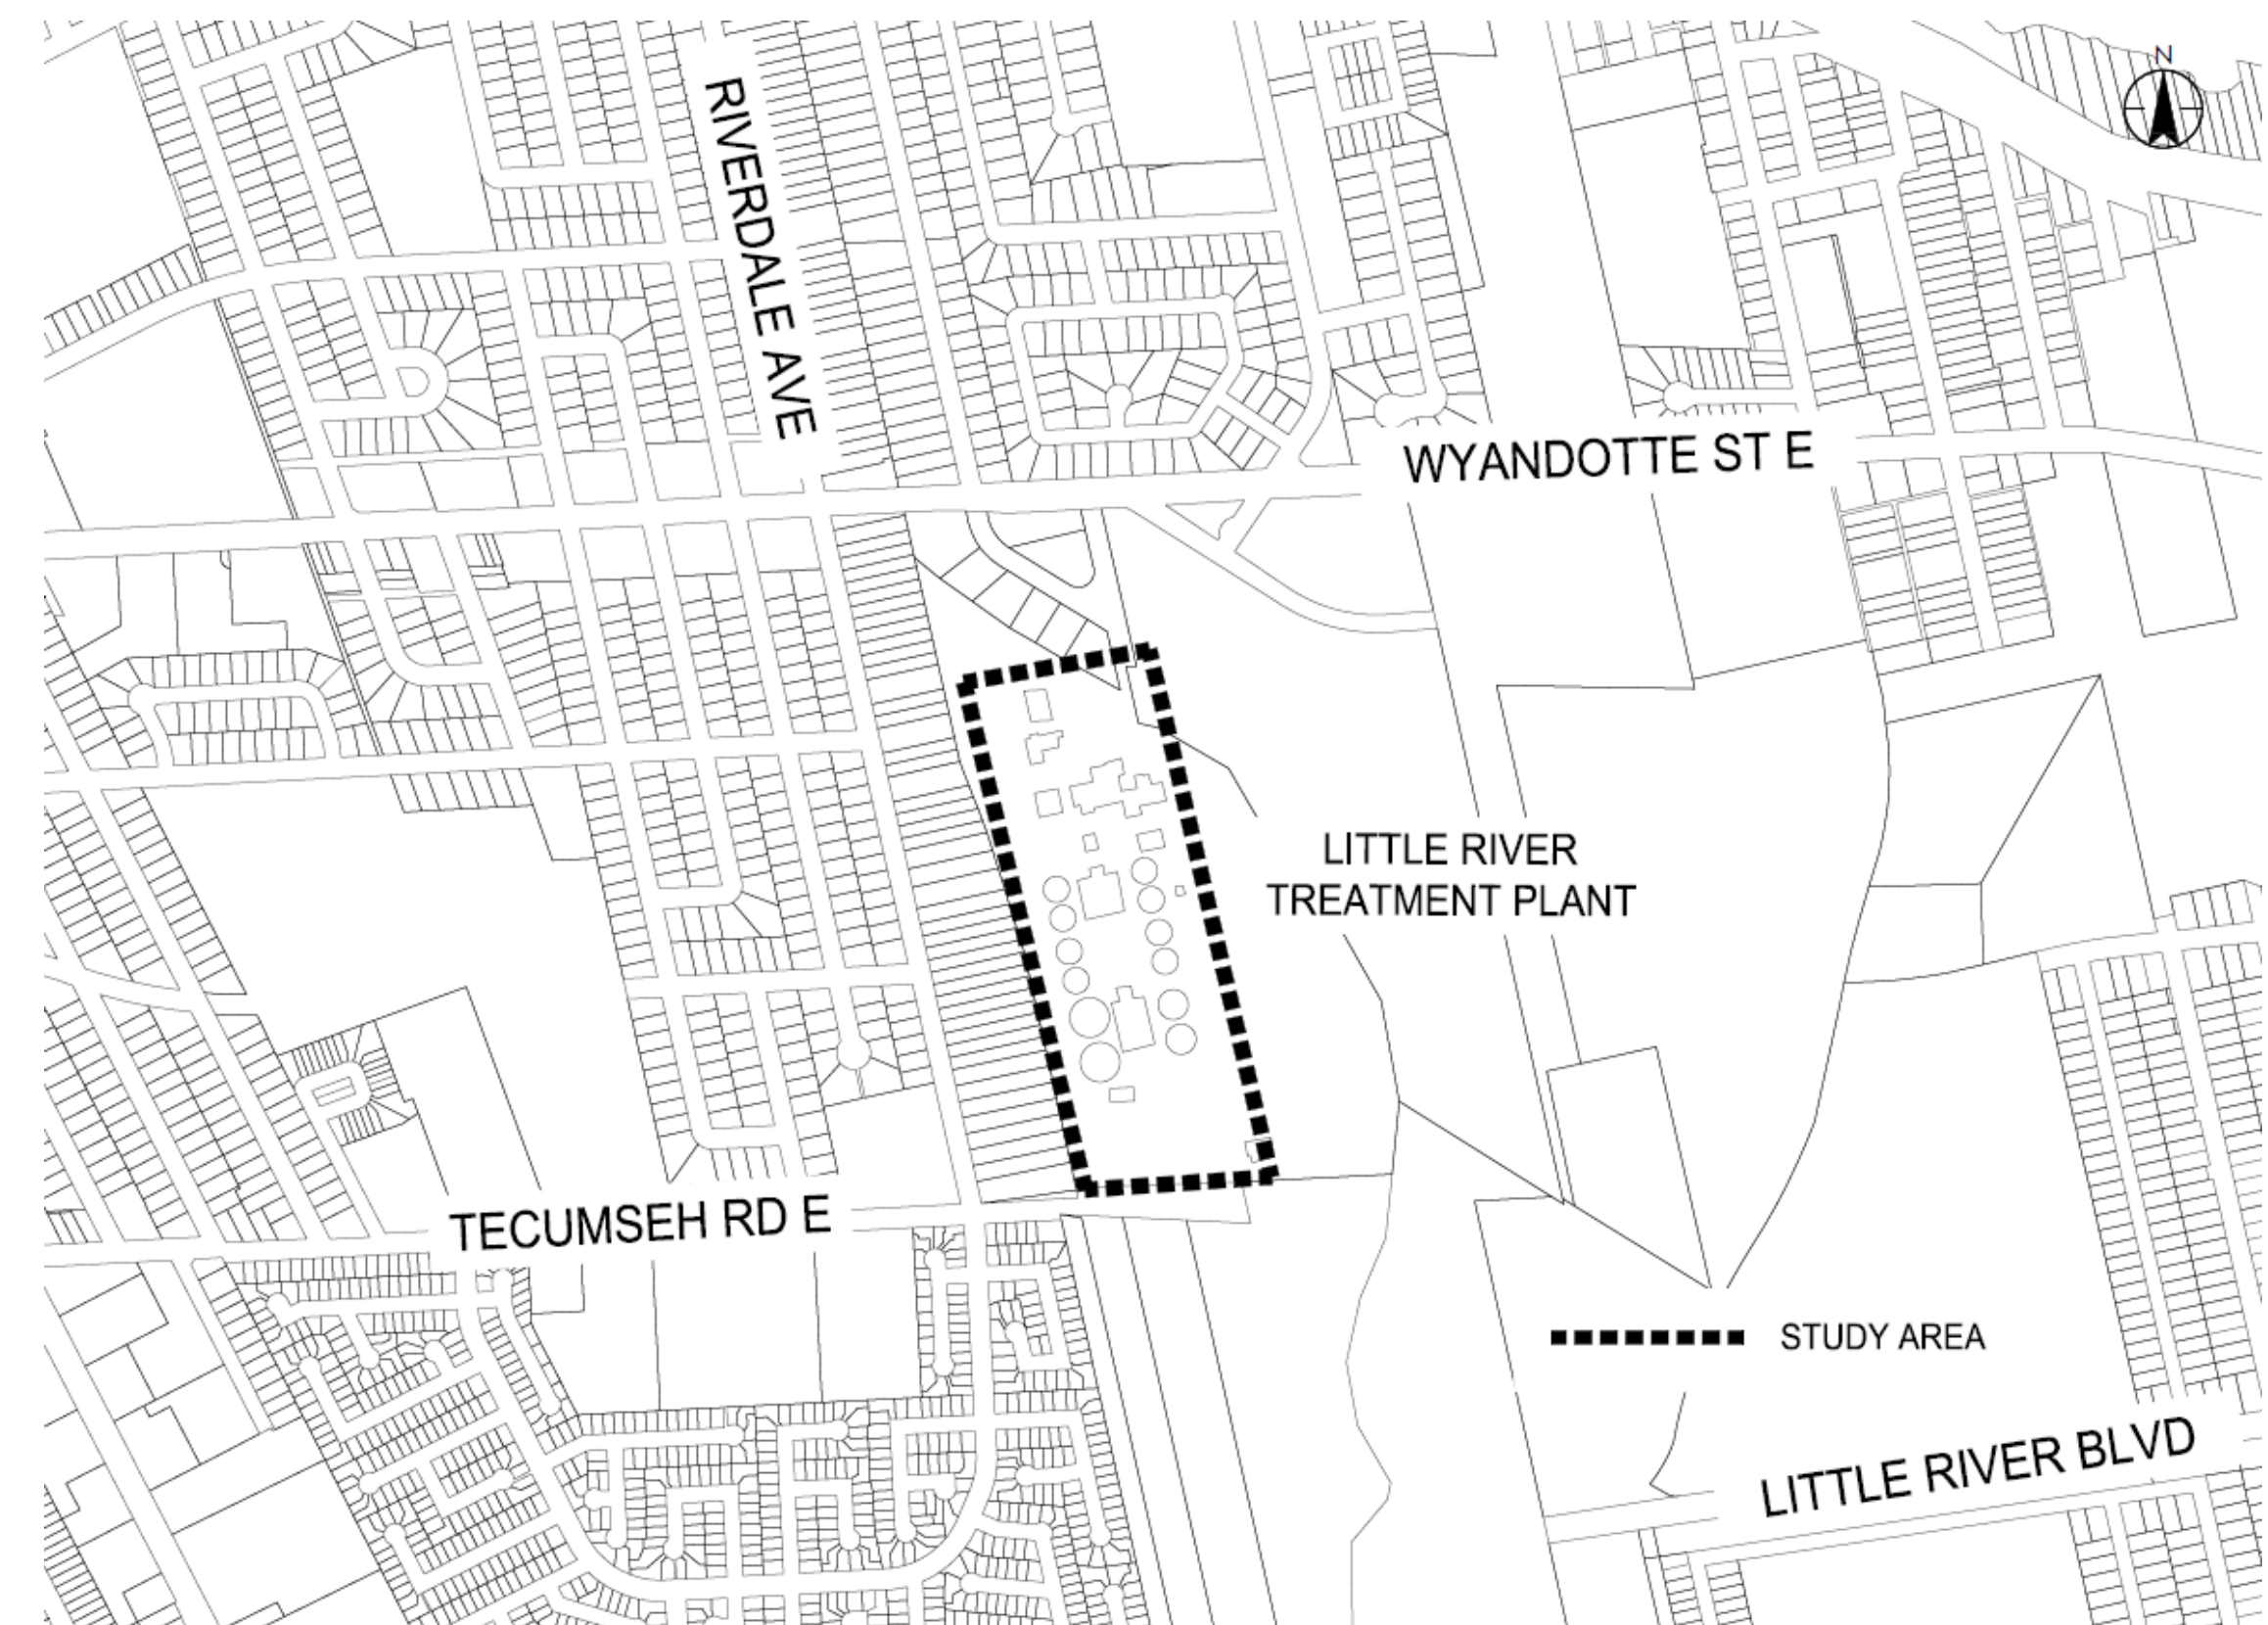 N
RIVERDALE AVE
WYANDOTTE ST E
LITTLE RIVER
TREATMENT PLANT
TECUMSEH RD E
STUDY AREA
LITTLE RIVER BLVD